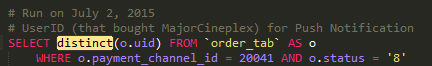 # Run on July 2, 2015
# UserID (that bought MajorCineplex) for Push Notification
SELECT distinct(o.uid) FROM `order_tab` AS o
WHERE o.payment_channel_id = 20041 AND o.status = '8'